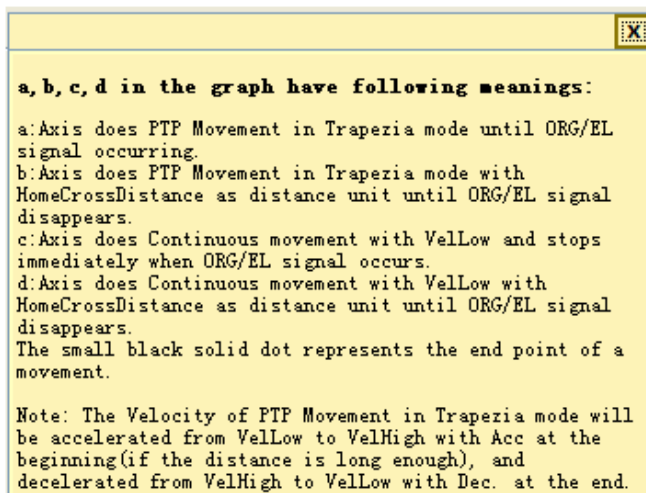 X
a,b,c,d in the graph have following meanings:
a:Axis does PTP Movement in Trapezia mode until ORG/EL
signal occurring.
b:Axis does PTP Movement in Trapezia mode with
HomeCrossDistance as distance unit until ORG/EL signal
disappears.
c:Axis does Continuous movement with VelLow and stops
immediately when ORG/EL signal occurs.
d:Axis does Continuous movement with VelLow with
HomeCrossDistance as distance unit until ORG/EL signal
disappears.
The small black solid dot represents the end point of a
movement.
Note: The Velocity of PTP Movement in Trapezia mode will
be accelerated from VelLow to VelHigh with Acc at the
beginning(if the distance is long enough), and
decelerated from VelHigh to VelLow with Dec. at the end.